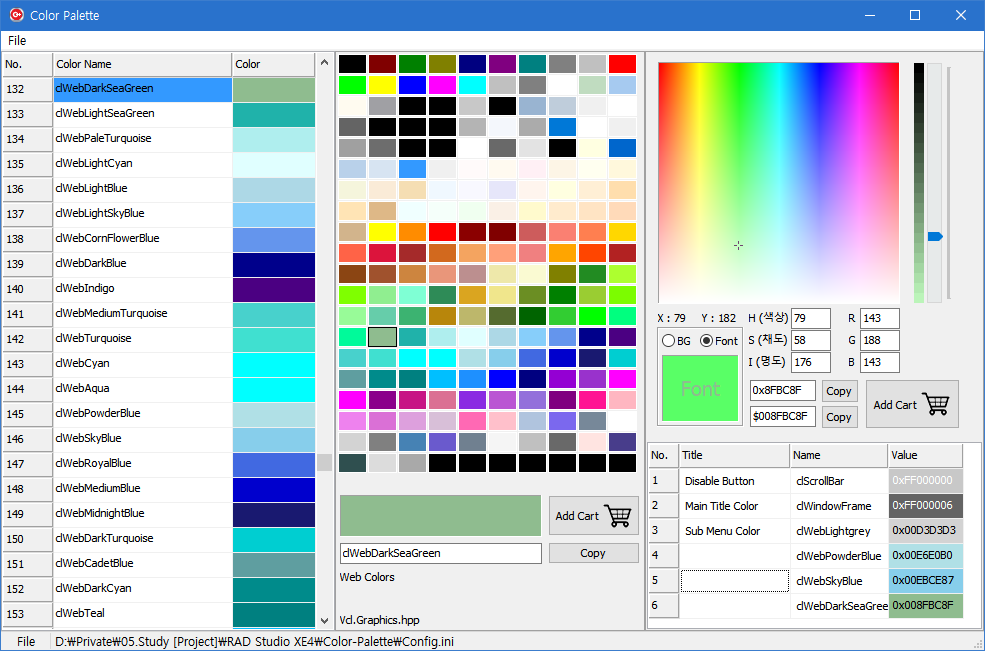 Color Palette
File
No. Color Name Color
132 clWebDarkSeaGreen
133 clWebLightSeaGreen
134 clWebPaleTurquoise
135 clWebLightCyan
136 clWebLightBlue
137 clWebLightSkyBlue
138 clWebCornFlowerBlue
139 clWebDarkBlue
140 clWebIndigo
141 clWebMediumTurquoise
142 clWebTurquoise
143 clWebCyan
144 clWebAqua
145 clWebPowderBlue
146 clWebSkyBlue
147 clWebRoyalBlue
148 clWebMediumBlue
149 clWebMidnightBlue
150 clWebDarkTurquoise
151 clWebCadetBlue
152 clWebDarkCyan
153 clWebTeal
Add Cart
clWebDarkSeaGreen Copy
Web Colors
Vcl.Graphics.hpp
X : 79 Y : 182 H (색상) 79 R 143
BG Font S (채도) 58 G 188
I (명도) 176 B 143
Font
0x8FBC8F Copy
$008FBC8F Copy
Add Cart
No. Title Name Value
1 Disable Button clScrollBar 0xFF000000
2 Main Title Color clWindowFrame 0xFF000006
3 Sub Menu Color clWebLightgrey 0x00D3D3D3
4 clWebPowderBlue 0x00E6E0B0
5 clWebSkyBlue 0x00EBCE87
6 clWebDarkSeaGree 0x008FBC8F
File D:₩Private₩05.Study [Project]₩RAD Studio XE4₩Color-Palette₩Config.ini